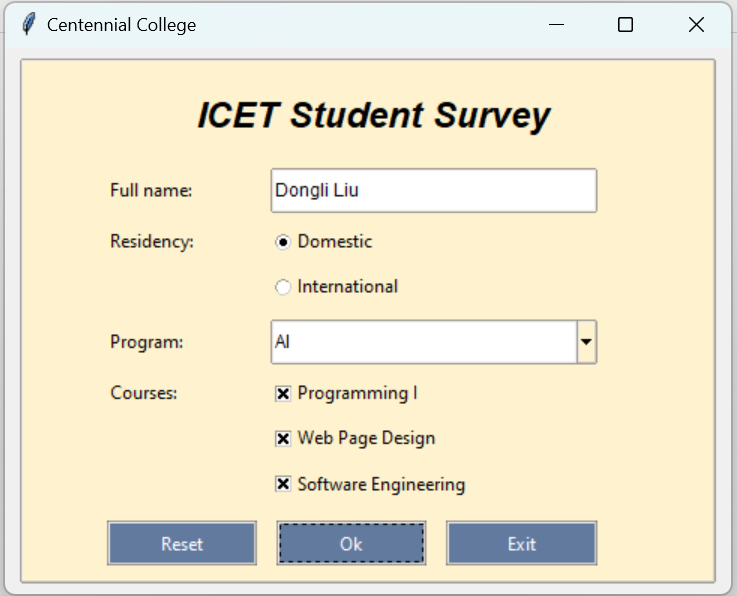 Centennial College
ICET Student Survey
Full name: Dongli Liu
Residency: Domestic
International
Program: AI
Courses: Programming I
Web Page Design
Software Engineering
Reset Ok Exit